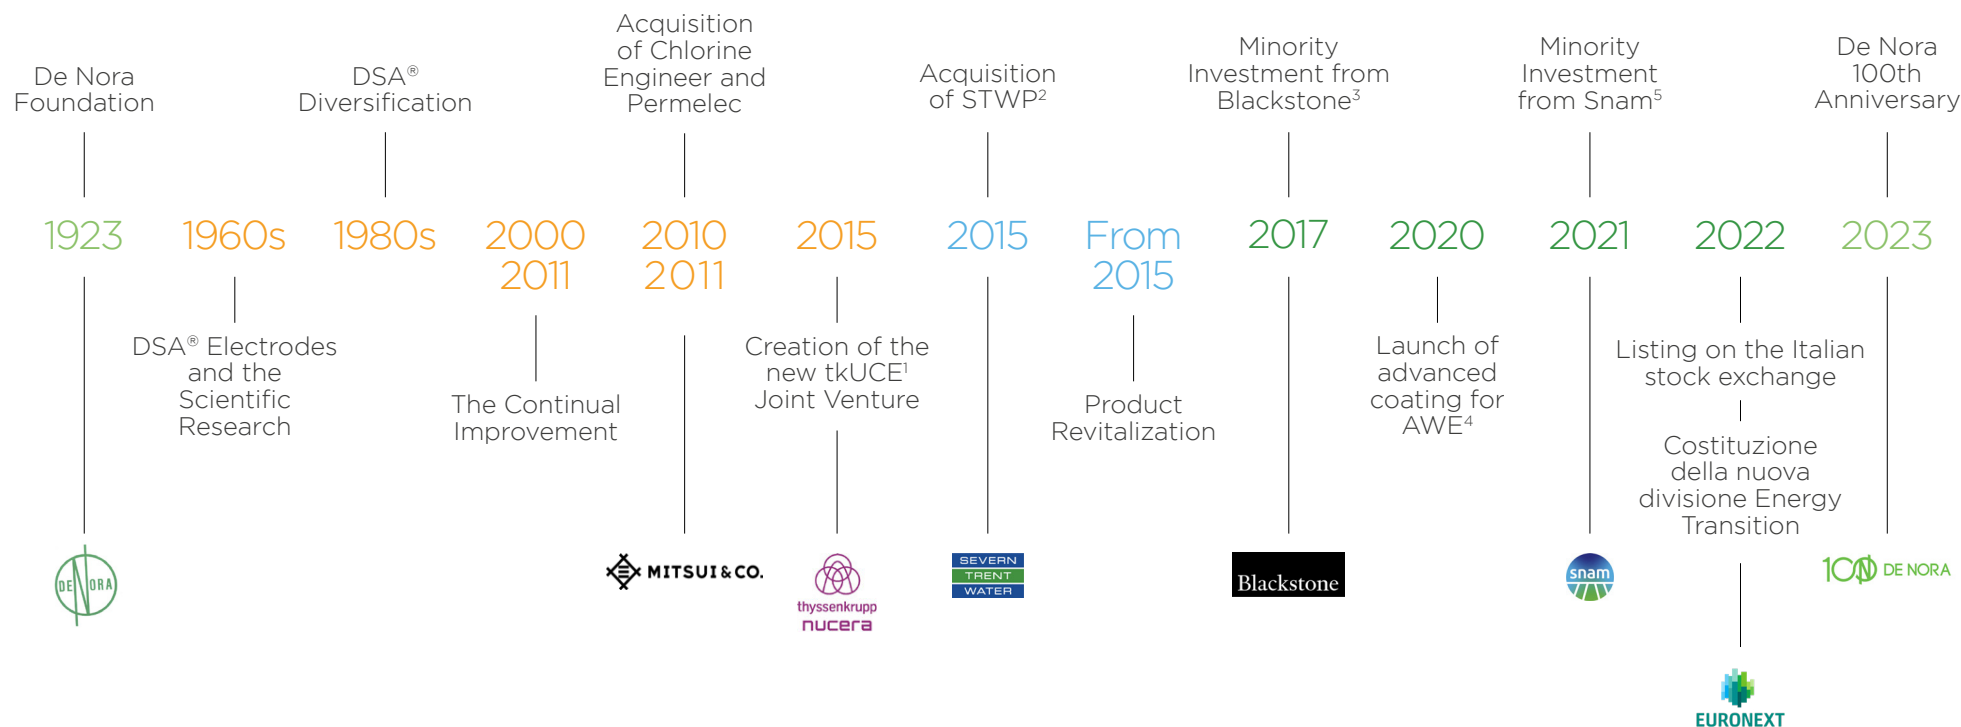 De Nora
Foundation
DSA®
Diversification
Acquisition
of Chlorine
Engineer and
Permelec
Acquisition
of STWP²
Minority
Investment from
Blackstone³
Minority
Investment
from Snam⁵
De Nora
100th
Anniversary
1923
1960s
1980s
2000
2011
2010
2011
2015
2015
From
2015
2017
2020
2021
2022
2023
DSA® Electrodes
and the
Scientific
Research
The Continual
Improvement
Creation of the
new tkUCE¹
Joint Venture
Product
Revitalization
Launch of
advanced
coating for
AWE⁴
Listing on the Italian
stock exchange
Costituzione
della nuova
divisione Energy
Transition
DE NORA
MITSUI & CO.
thyssenkrupp
nucera
SEVERN
TRENT
WATER
Blackstone
snam
100 DE NORA
EURONEXT